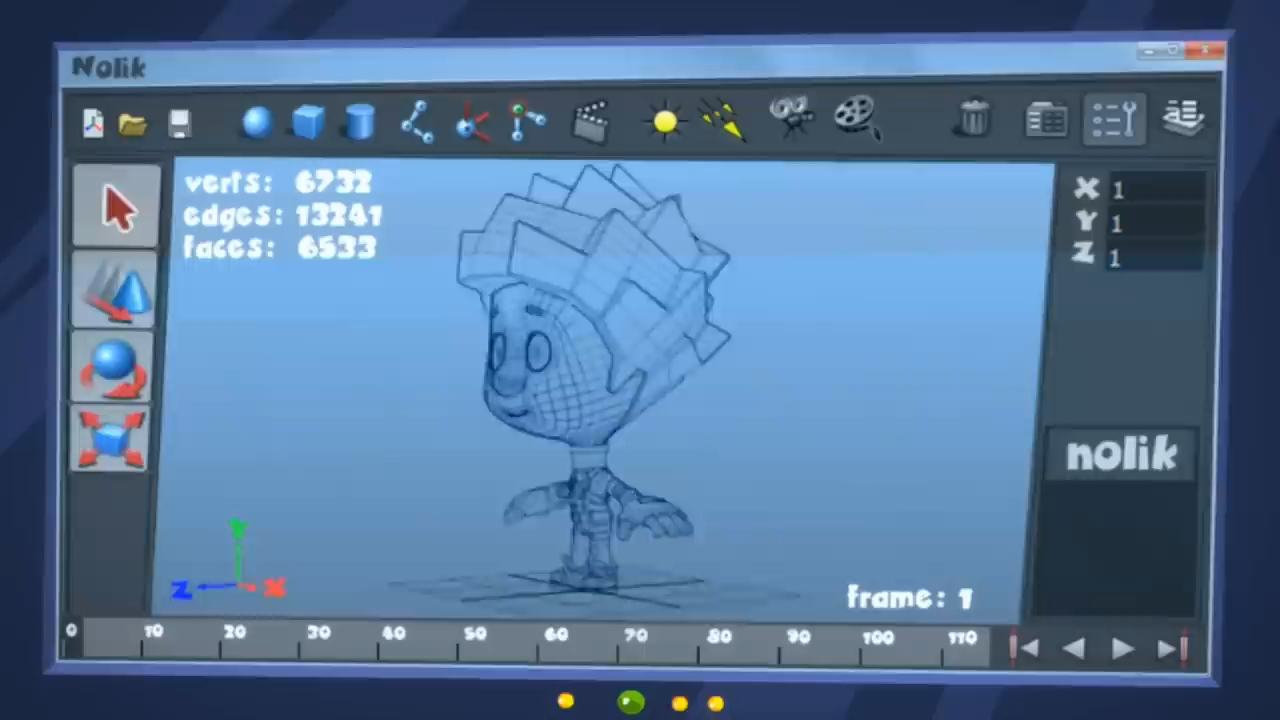 Nolik
verts: 6732
edges: 13241
faces: 6533
X 1
Y 1
Z 1
nolik
Y
Z X
frame: 1
0 10 20 30 40 50 60 70 80 90 100 110